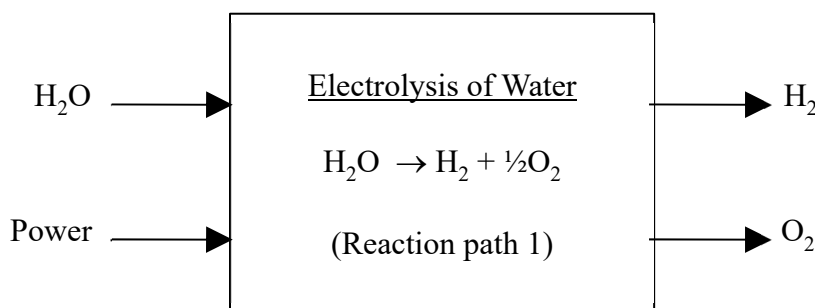 Electrolysis of Water
H₂O
H₂
H₂O → H₂ + ½O₂
Power
(Reaction path 1)
O₂